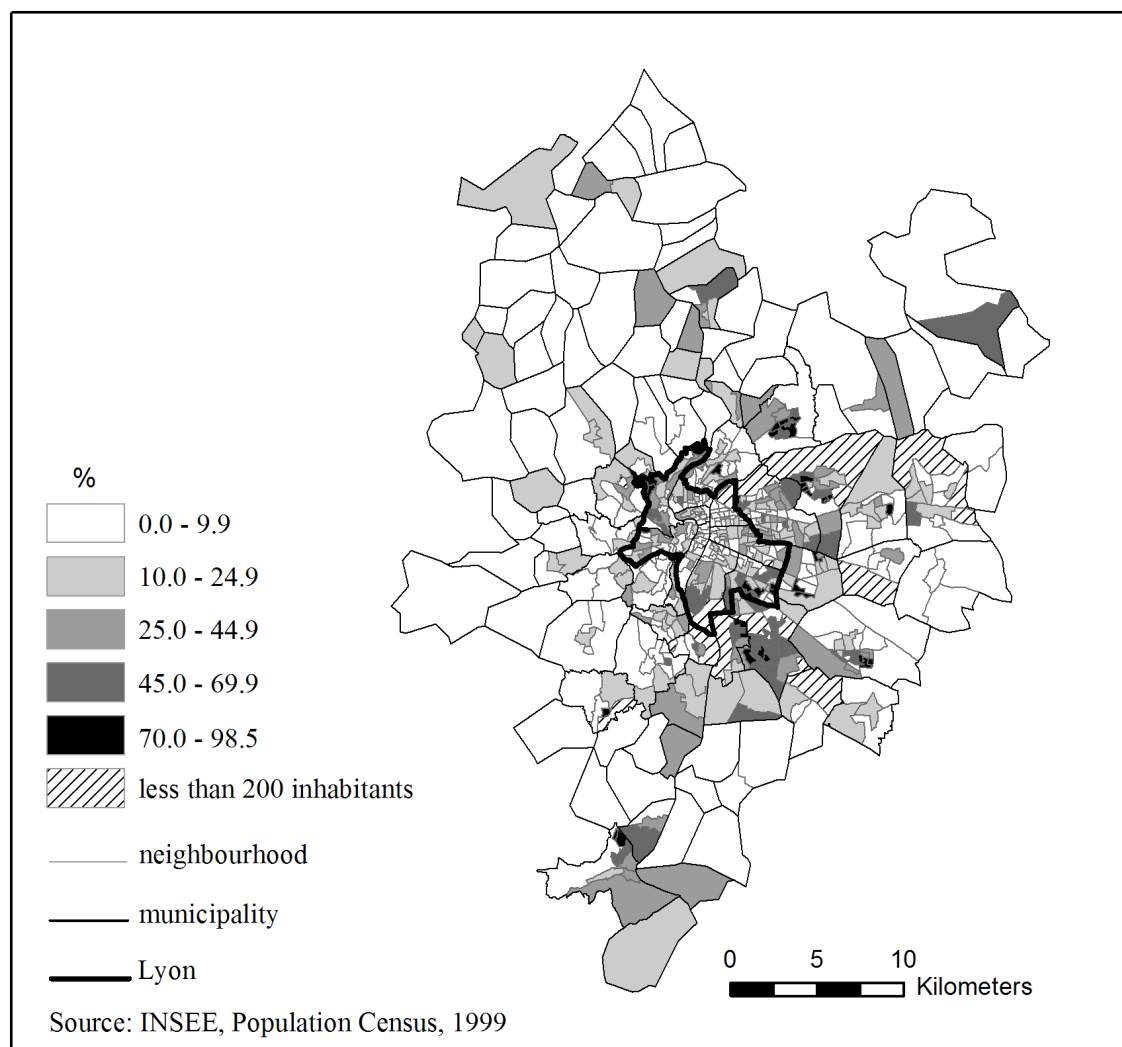 %
0.0 - 9.9
10.0 - 24.9
25.0 - 44.9
45.0 - 69.9
70.0 - 98.5
less than 200 inhabitants
neighbourhood
municipality
Lyon
0 5 10
Kilometers
Source: INSEE, Population Census, 1999